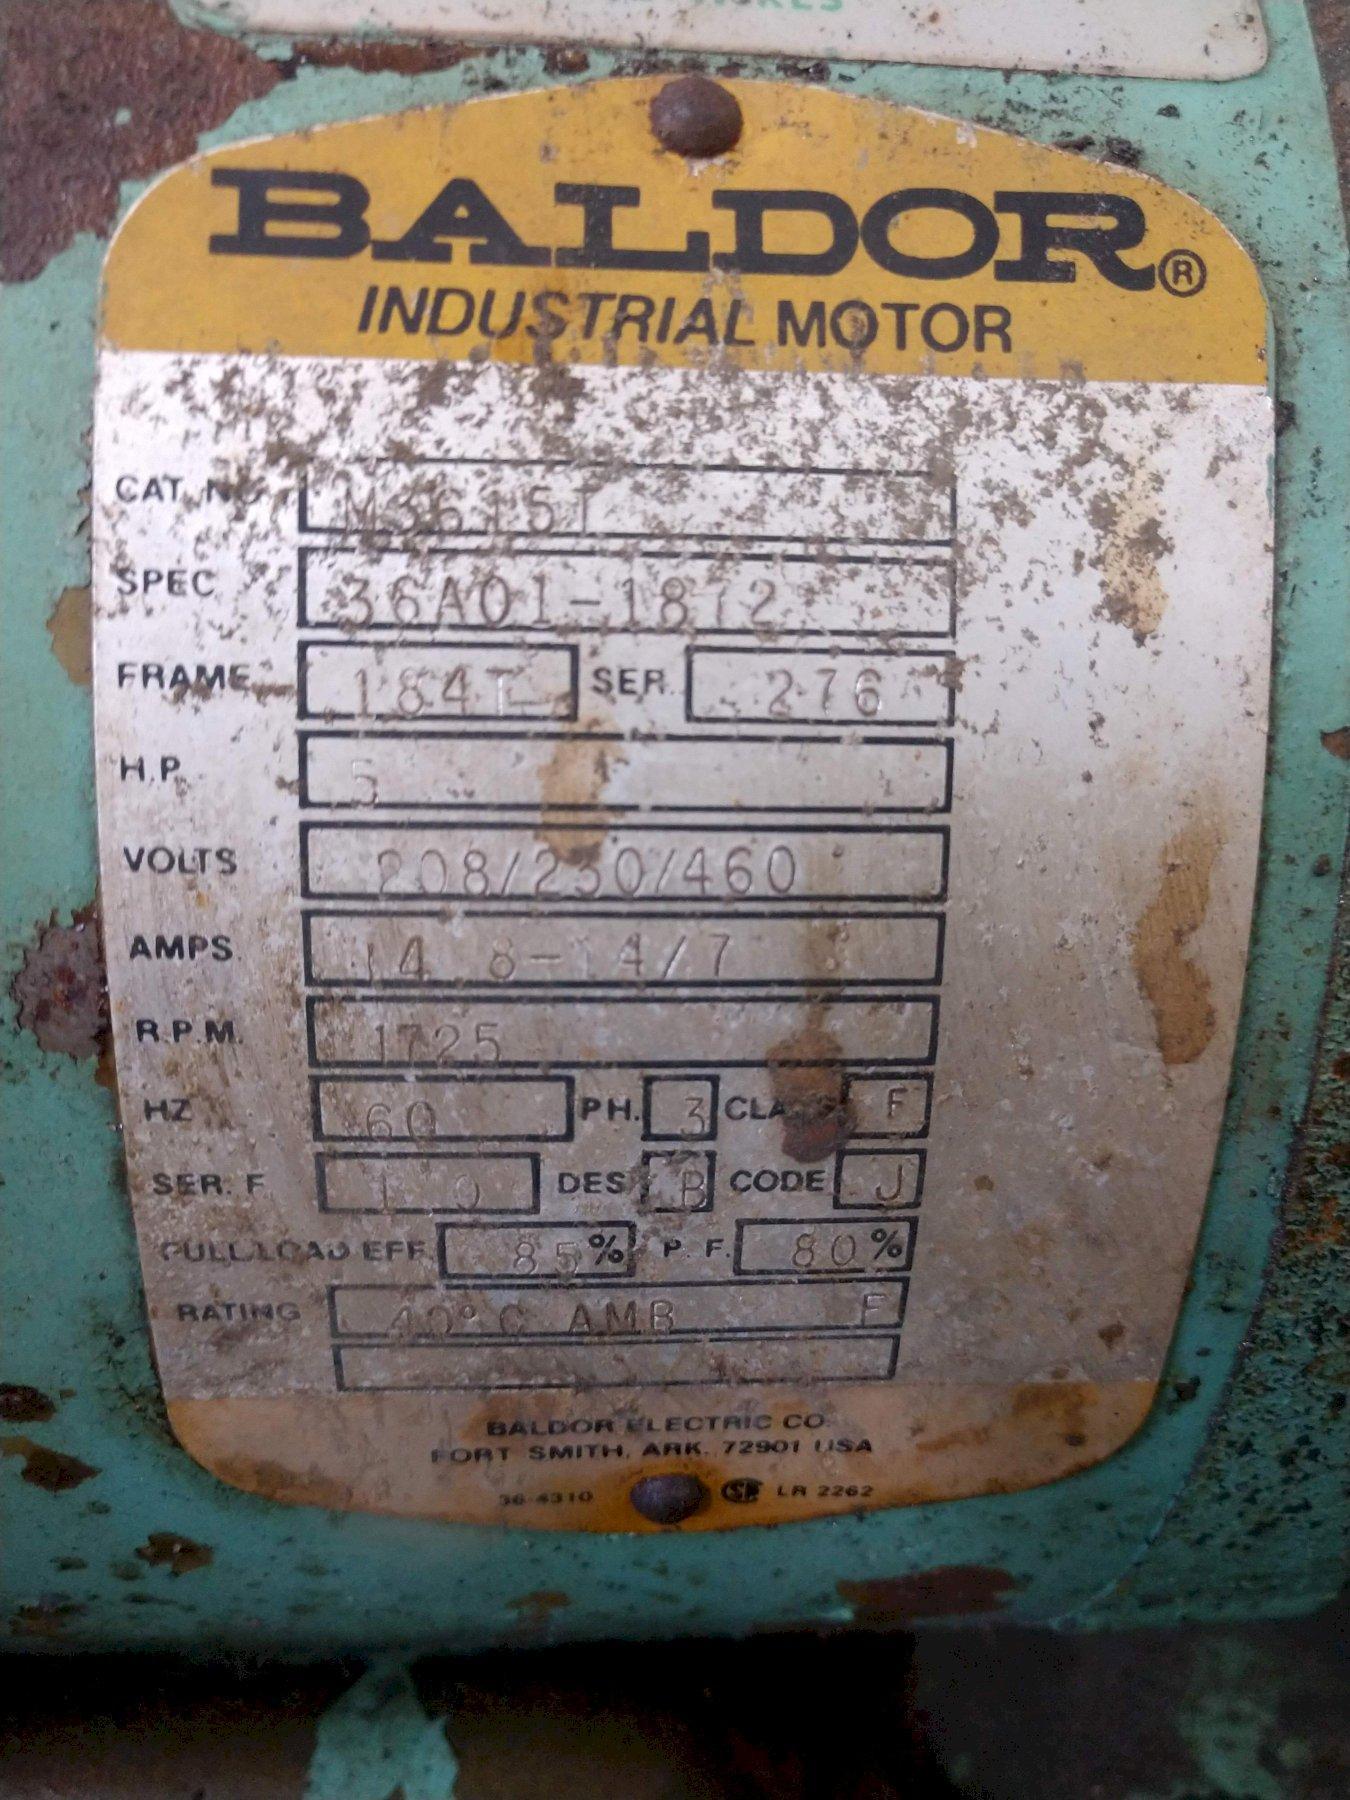 BALDOR®
INDUSTRIAL MOTOR
CAT. NO M3615T
SPEC 36A01-1872
FRAME 184T SER. 276
H.P. 5
VOLTS 208/230/460
AMPS. 14.8-14/7
R.P.M. 1725
HZ 60 PH. 3 CLASS F
SER. F. 1.0 DES B CODE J
FULL LOAD EFF. 85% P.F. 80%
RATING 40°C AMB F
BALDOR ELECTRIC CO.
FORT SMITH, ARK. 72901 USA
36-4310 LR 2262